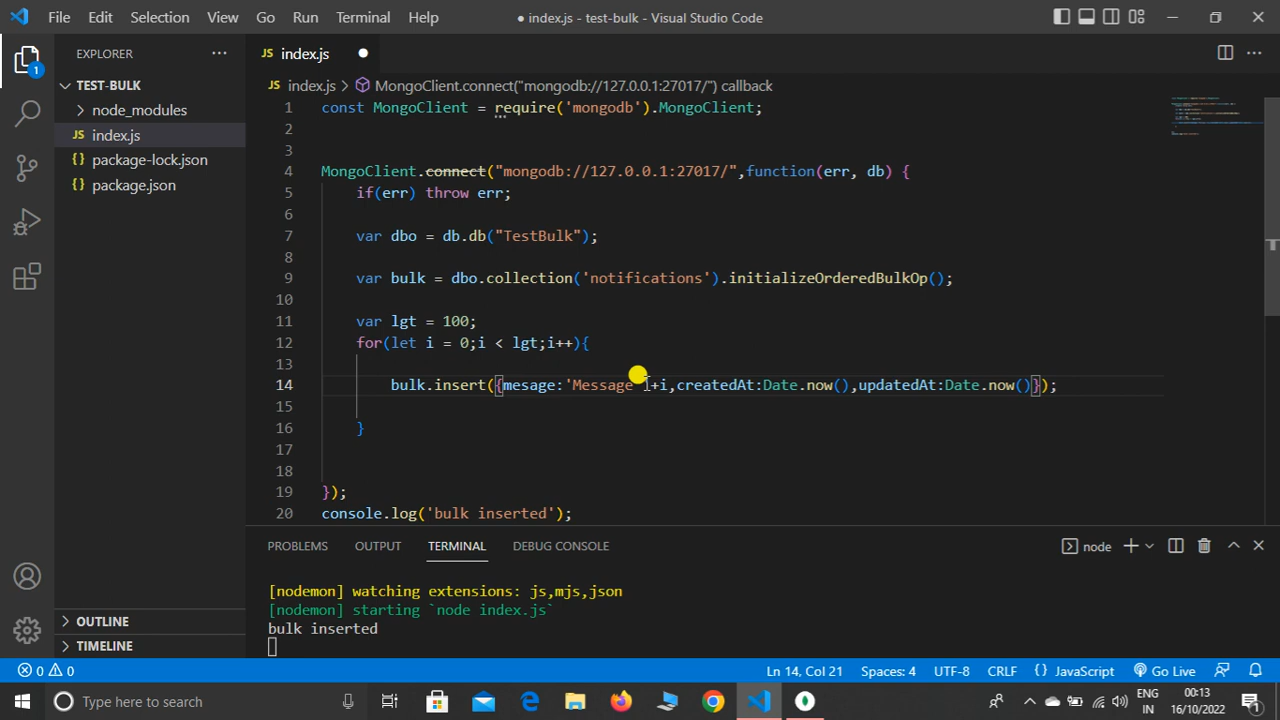 File Edit Selection View Go Run Terminal Help ● index.js - test-bulk - Visual Studio Code
EXPLORER ···
JS index.js ●
TEST-BULK
node_modules
JS index.js
{} package-lock.json
{} package.json
OUTLINE
TIMELINE
JS index.js > MongoClient.connect("mongodb://127.0.0.1:27017/") callback
1 const MongoClient = require('mongodb').MongoClient;
2
3
4 MongoClient.connect("mongodb://127.0.0.1:27017/",function(err, db) {
5 if(err) throw err;
6
7 var dbo = db.db("TestBulk");
8
9 var bulk = dbo.collection('notifications').initializeOrderedBulkOp();
10
11 var lgt = 100;
12 for(let i = 0;i < lgt;i++){
13
14 bulk.insert({mesage:'Message '+i,createdAt:Date.now(),updatedAt:Date.now()});
15
16 }
17
18
19 });
20 console.log('bulk inserted');
PROBLEMS OUTPUT TERMINAL DEBUG CONSOLE node
[nodemon] watching extensions: js,mjs,json
[nodemon] starting `node index.js`
bulk inserted
1
0 0 Ln 14, Col 21 Spaces: 4 UTF-8 CRLF {} JavaScript Go Live
Type here to search ENG 00:13
IN 16/10/2022 1